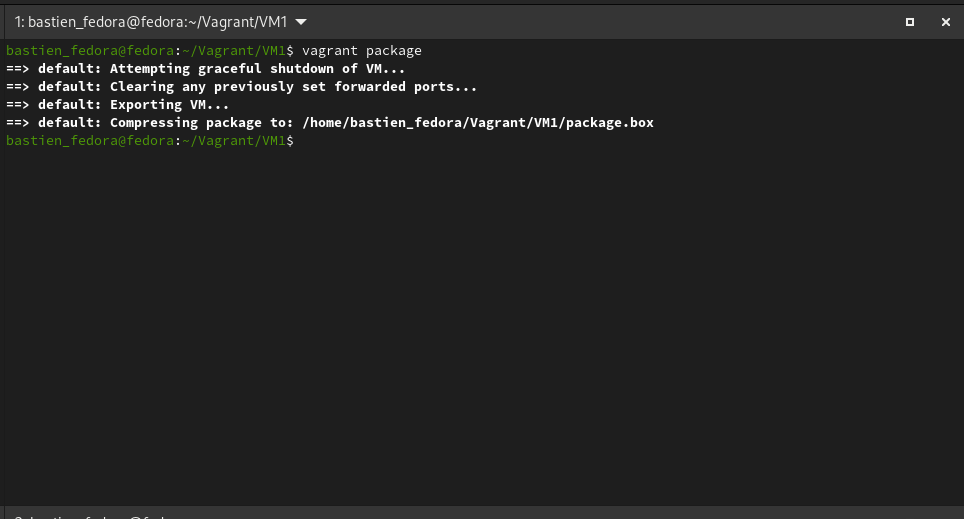 1: bastien_fedora@fedora:~/Vagrant/VM1
bastien_fedora@fedora:~/Vagrant/VM1$ vagrant package
==> default: Attempting graceful shutdown of VM...
==> default: Clearing any previously set forwarded ports...
==> default: Exporting VM...
==> default: Compressing package to: /home/bastien_fedora/Vagrant/VM1/package.box
bastien_fedora@fedora:~/Vagrant/VM1$